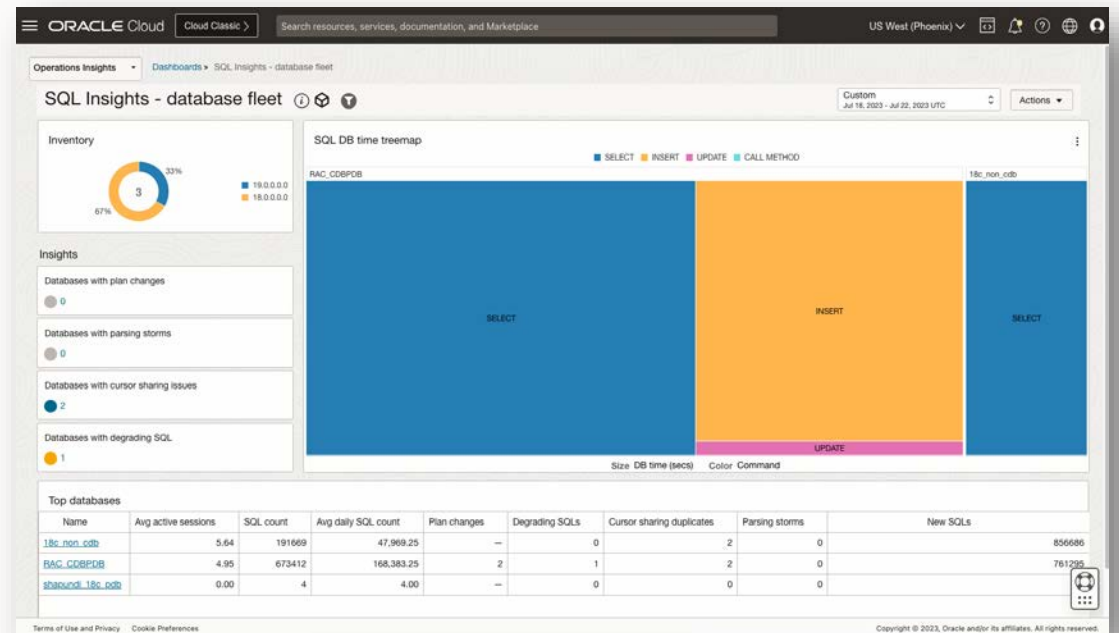 ORACLE Cloud
Cloud Classic >
Search resources, services, documentation, and Marketplace
US West (Phoenix)
Operations Insights
Dashboards » SQL Insights - database fleet
SQL Insights - database fleet
Custom
Jul 18, 2023 - Jul 22, 2023 UTC
Actions
Inventory
33%
3
67%
19.0.0.0.0
18.0.0.0.0
SQL DB time treemap
SELECT INSERT UPDATE CALL METHOD
RAC_CDBPDB
18c_non_cdb
SELECT
INSERT
SELECT
UPDATE
Size DB time (secs) Color Command
Insights
Databases with plan changes
0
Databases with parsing storms
0
Databases with cursor sharing issues
2
Databases with degrading SQL
1
Top databases
Name Avg active sessions SQL count Avg daily SQL count Plan changes Degrading SQLs Cursor sharing duplicates Parsing storms New SQLs
18c_non_cdb 5.64 191669 47,969.25 — 0 2 0 856686
RAC_CDBPDB 4.95 673412 168,383.25 2 1 2 0 761295
shapundi_18c_pdb 0.00 4 4.00 — 0 0 0
Terms of Use and Privacy Cookie Preferences
Copyright © 2023, Oracle and/or its affiliates. All rights reserved.